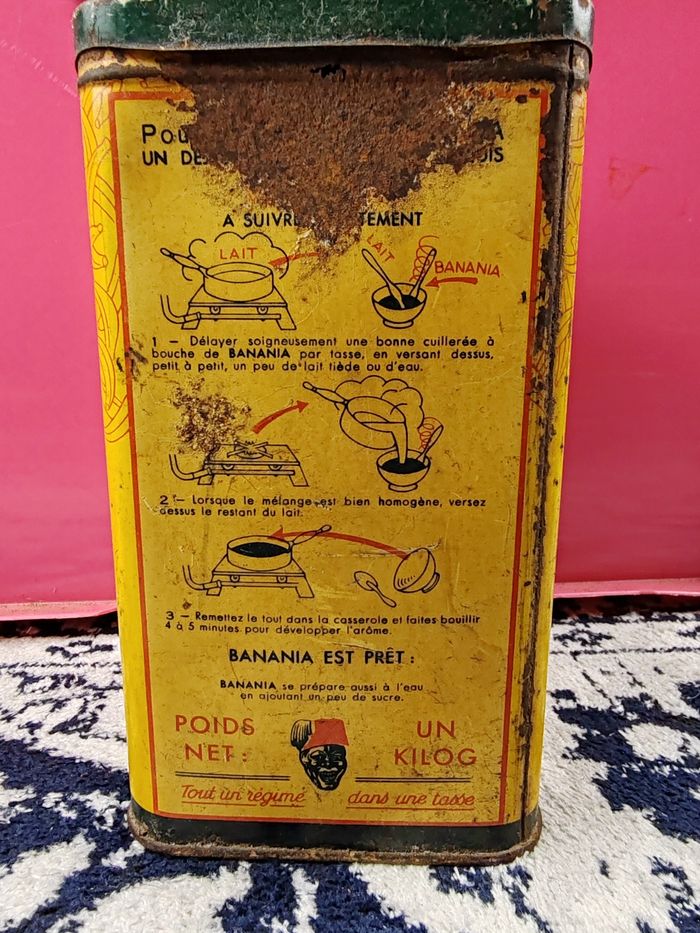 UN
A SUIVRE
LAIT
LAIT
BANANIA
1 – Délayer soigneusement une bonne cuillerée à
bouche de BANANIA par tasse, en versant dessus,
petit à petit, un peu de lait tiède ou d'eau.
2 – Lorsque le mélange est bien homogène, versez
dessus le restant du lait.
3 – Remettez le tout dans la casserole et faites bouillir
4 à 5 minutes pour développer l'arôme.
BANANIA EST PRÊT :
BANANIA se prépare aussi à l'eau
en ajoutant un peu de sucre.
POIDS UN
NET : KILOG
Tout un régime dans une tasse